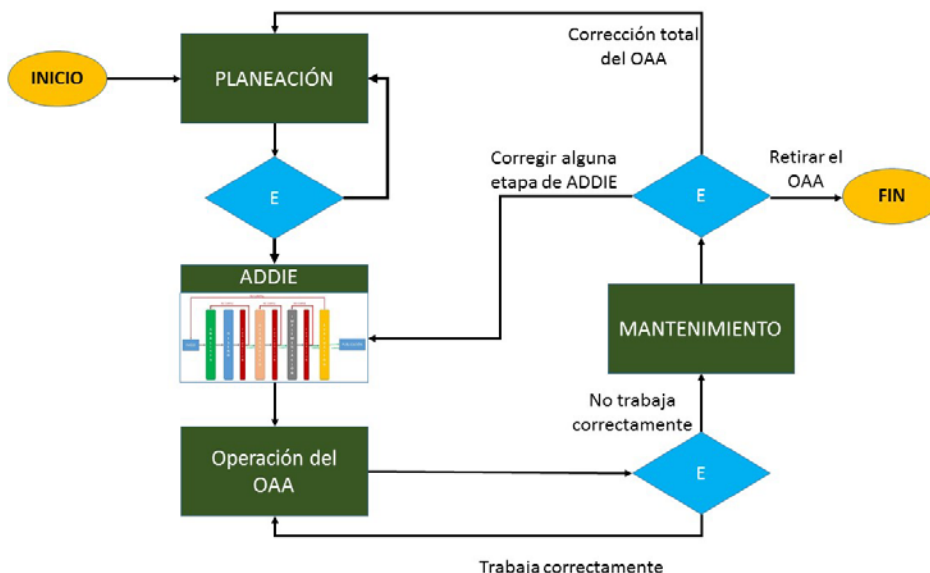 Corrección total
del OAA
INICIO
PLANEACIÓN
Corregir alguna
etapa de ADDIE
Retirar el
OAA
E
E
FIN
ADDIE
MANTENIMIENTO
No trabaja
correctamente
Operación del
OAA
E
Trabaja correctamente